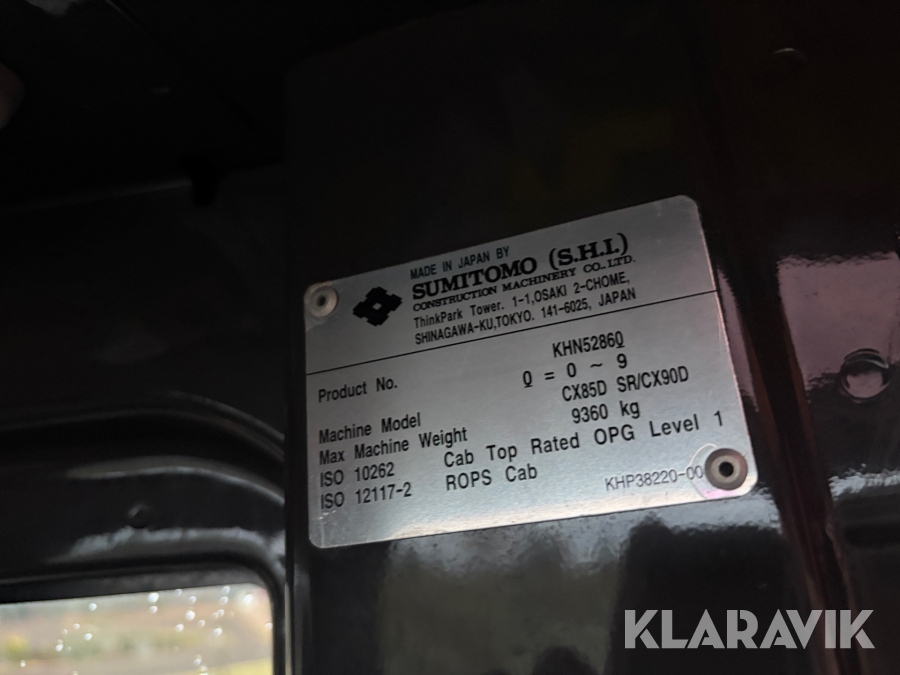 MADE IN JAPAN BY
SUMITOMO (S.H.I.)
CONSTRUCTION MACHINERY CO., LTD.
ThinkPark Tower. 1-1,OSAKI 2-CHOME,
SHINAGAWA-KU,TOKYO. 141-6025, JAPAN
Product No. KHN52860
0 = 0 ~ 9
Machine Model CX85D SR/CX90D
Max Machine Weight 9360 kg
ISO 10262 Cab Top Rated OPG Level 1
ISO 12117-2 ROPS Cab
KHP38220-00
KLARAVIK